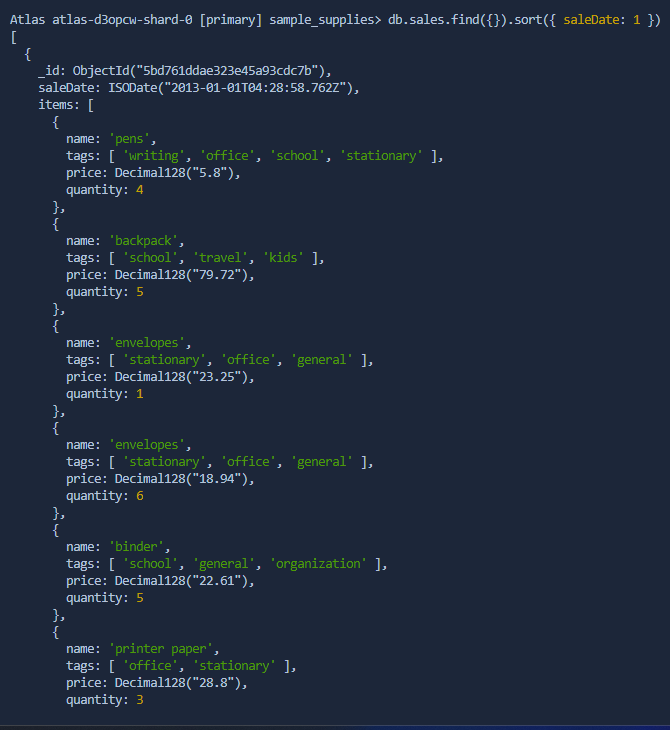 Atlas atlas-d3opcw-shard-0 [primary] sample_supplies> db.sales.find({}).sort({ saleDate: 1 })
[
  {
    _id: ObjectId("5bd761ddae323e45a93cdc7b"),
    saleDate: ISODate("2013-01-01T04:28:58.762Z"),
    items: [
      {
        name: 'pens',
        tags: [ 'writing', 'office', 'school', 'stationary' ],
        price: Decimal128("5.8"),
        quantity: 4
      },
      {
        name: 'backpack',
        tags: [ 'school', 'travel', 'kids' ],
        price: Decimal128("79.72"),
        quantity: 5
      },
      {
        name: 'envelopes',
        tags: [ 'stationary', 'office', 'general' ],
        price: Decimal128("23.25"),
        quantity: 1
      },
      {
        name: 'envelopes',
        tags: [ 'stationary', 'office', 'general' ],
        price: Decimal128("18.94"),
        quantity: 6
      },
      {
        name: 'binder',
        tags: [ 'school', 'general', 'organization' ],
        price: Decimal128("22.61"),
        quantity: 5
      },
      {
        name: 'printer paper',
        tags: [ 'office', 'stationary' ],
        price: Decimal128("28.8"),
        quantity: 3